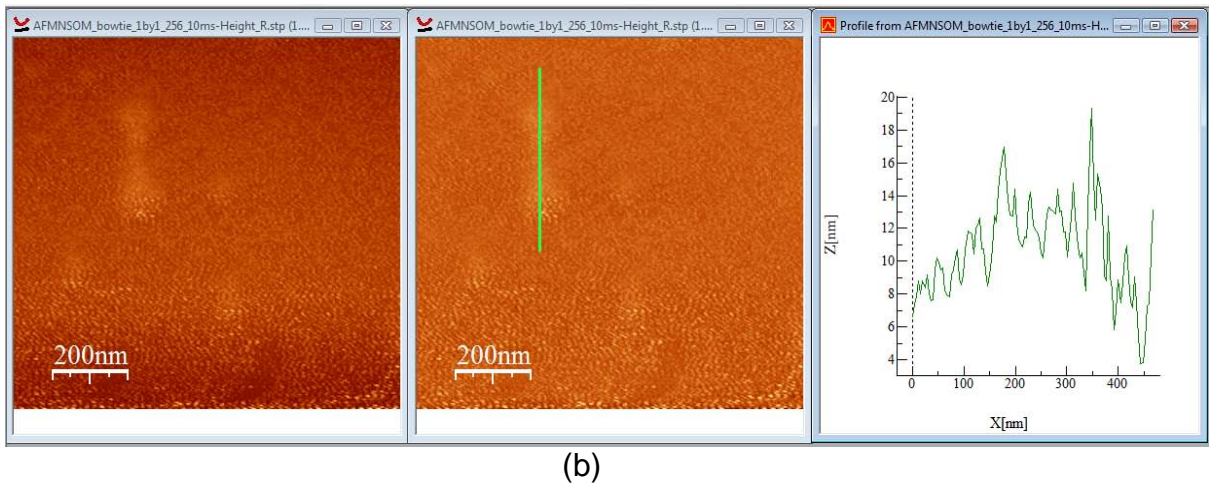 AFMNSOM_bowtie_1by1_256_10ms-Height_R.stp (1....
AFMNSOM_bowtie_1by1_256_10ms-Height_R.stp (1....
Profile from AFMNSOM_bowtie_1by1_256_10ms-H...
200nm
200nm
20
18
16
14
12
10
8
6
4
Z[nm]
0 100 200 300 400
X[nm]
(b)